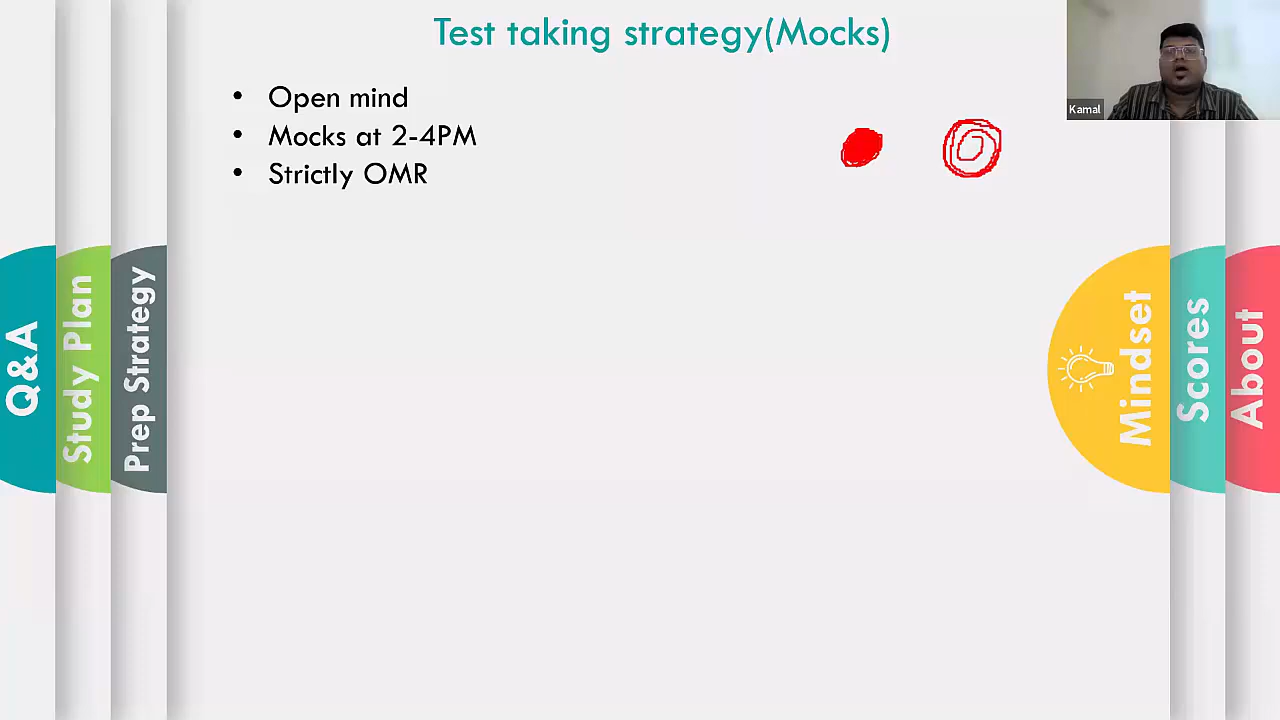 Test taking strategy(Mocks)
Kamal
• Open mind
• Mocks at 2-4PM
• Strictly OMR
Q&A
Study Plan
Prep Strategy
Mindset
Scores
About